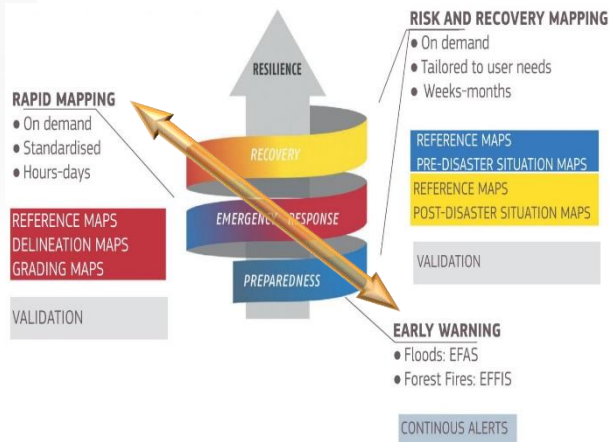 RISK AND RECOVERY MAPPING
● On demand
● Tailored to user needs
● Weeks-months
RESILIENCE
RAPID MAPPING
● On demand
● Standardised
● Hours-days
RECOVERY
REFERENCE MAPS
PRE-DISASTER SITUATION MAPS
REFERENCE MAPS
POST-DISASTER SITUATION MAPS
REFERENCE MAPS
DELINEATION MAPS
GRADING MAPS
EMERGENCY RESPONSE
VALIDATION
PREPAREDNESS
VALIDATION
EARLY WARNING
● Floods: EFAS
● Forest Fires: EFFIS
CONTINOUS ALERTS